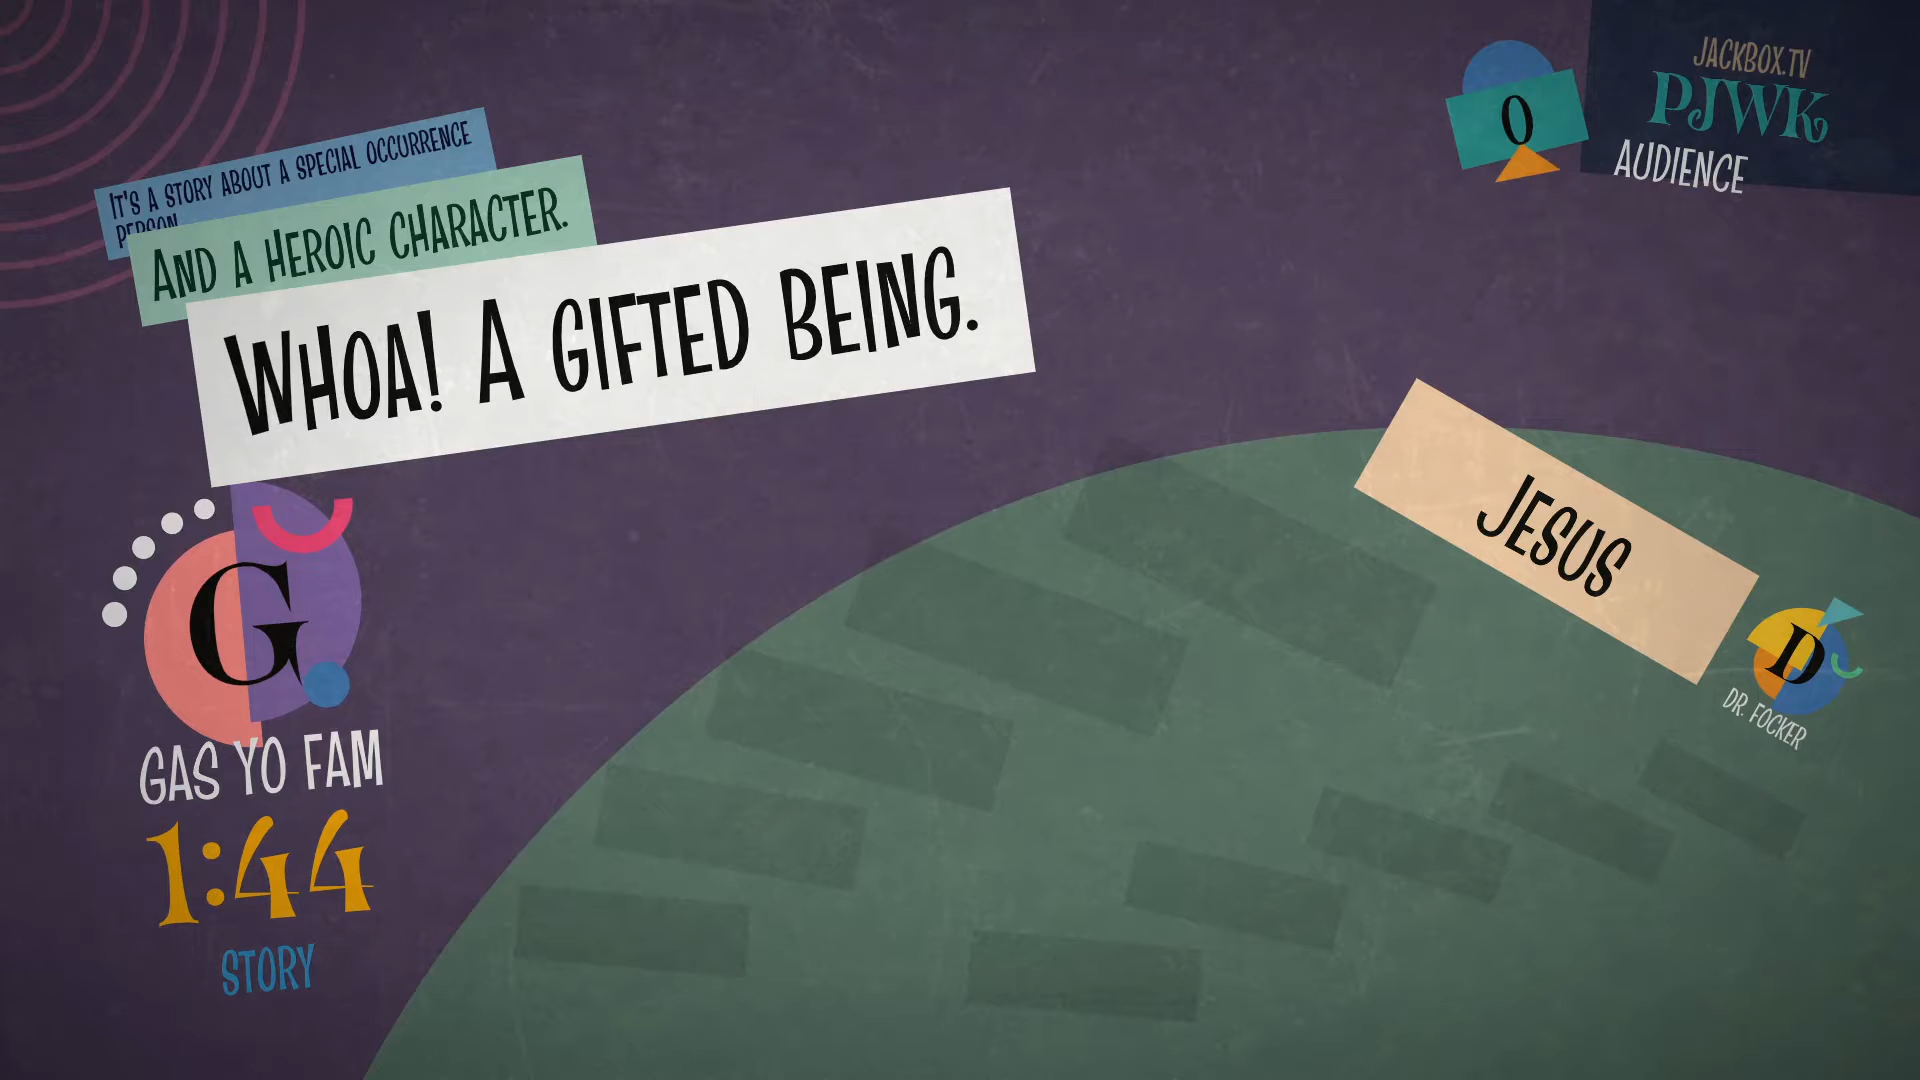 IT'S A STORY ABOUT A SPECIAL OCCURRENCE
PERSON
AND A HEROIC CHARACTER.
WHOA! A GIFTED BEING.
G
GAS YO FAM
1:44
STORY
0
JACKBOX.TV
PJWK
AUDIENCE
JESUS
D
DR. FOCKER